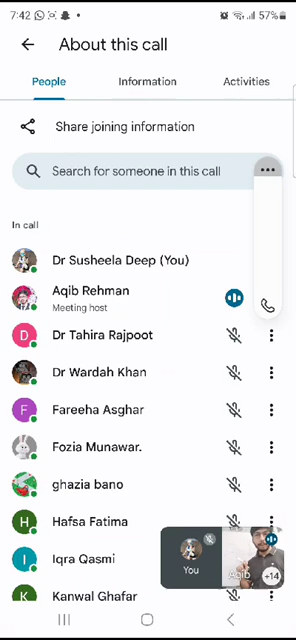 7:42
57%
About this call
People
Information
Activities
Share joining information
Search for someone in this call
In call
Dr Susheela Deep (You)
Aqib Rehman
Meeting host
D
Dr Tahira Rajpoot
Dr Wardah Khan
F
Fareeha Asghar
Fozia Munawar.
ghazia bano
H
Hafsa Fatima
I
Iqra Qasmi
K
Kanwal Ghafar
You
Aqib
+14